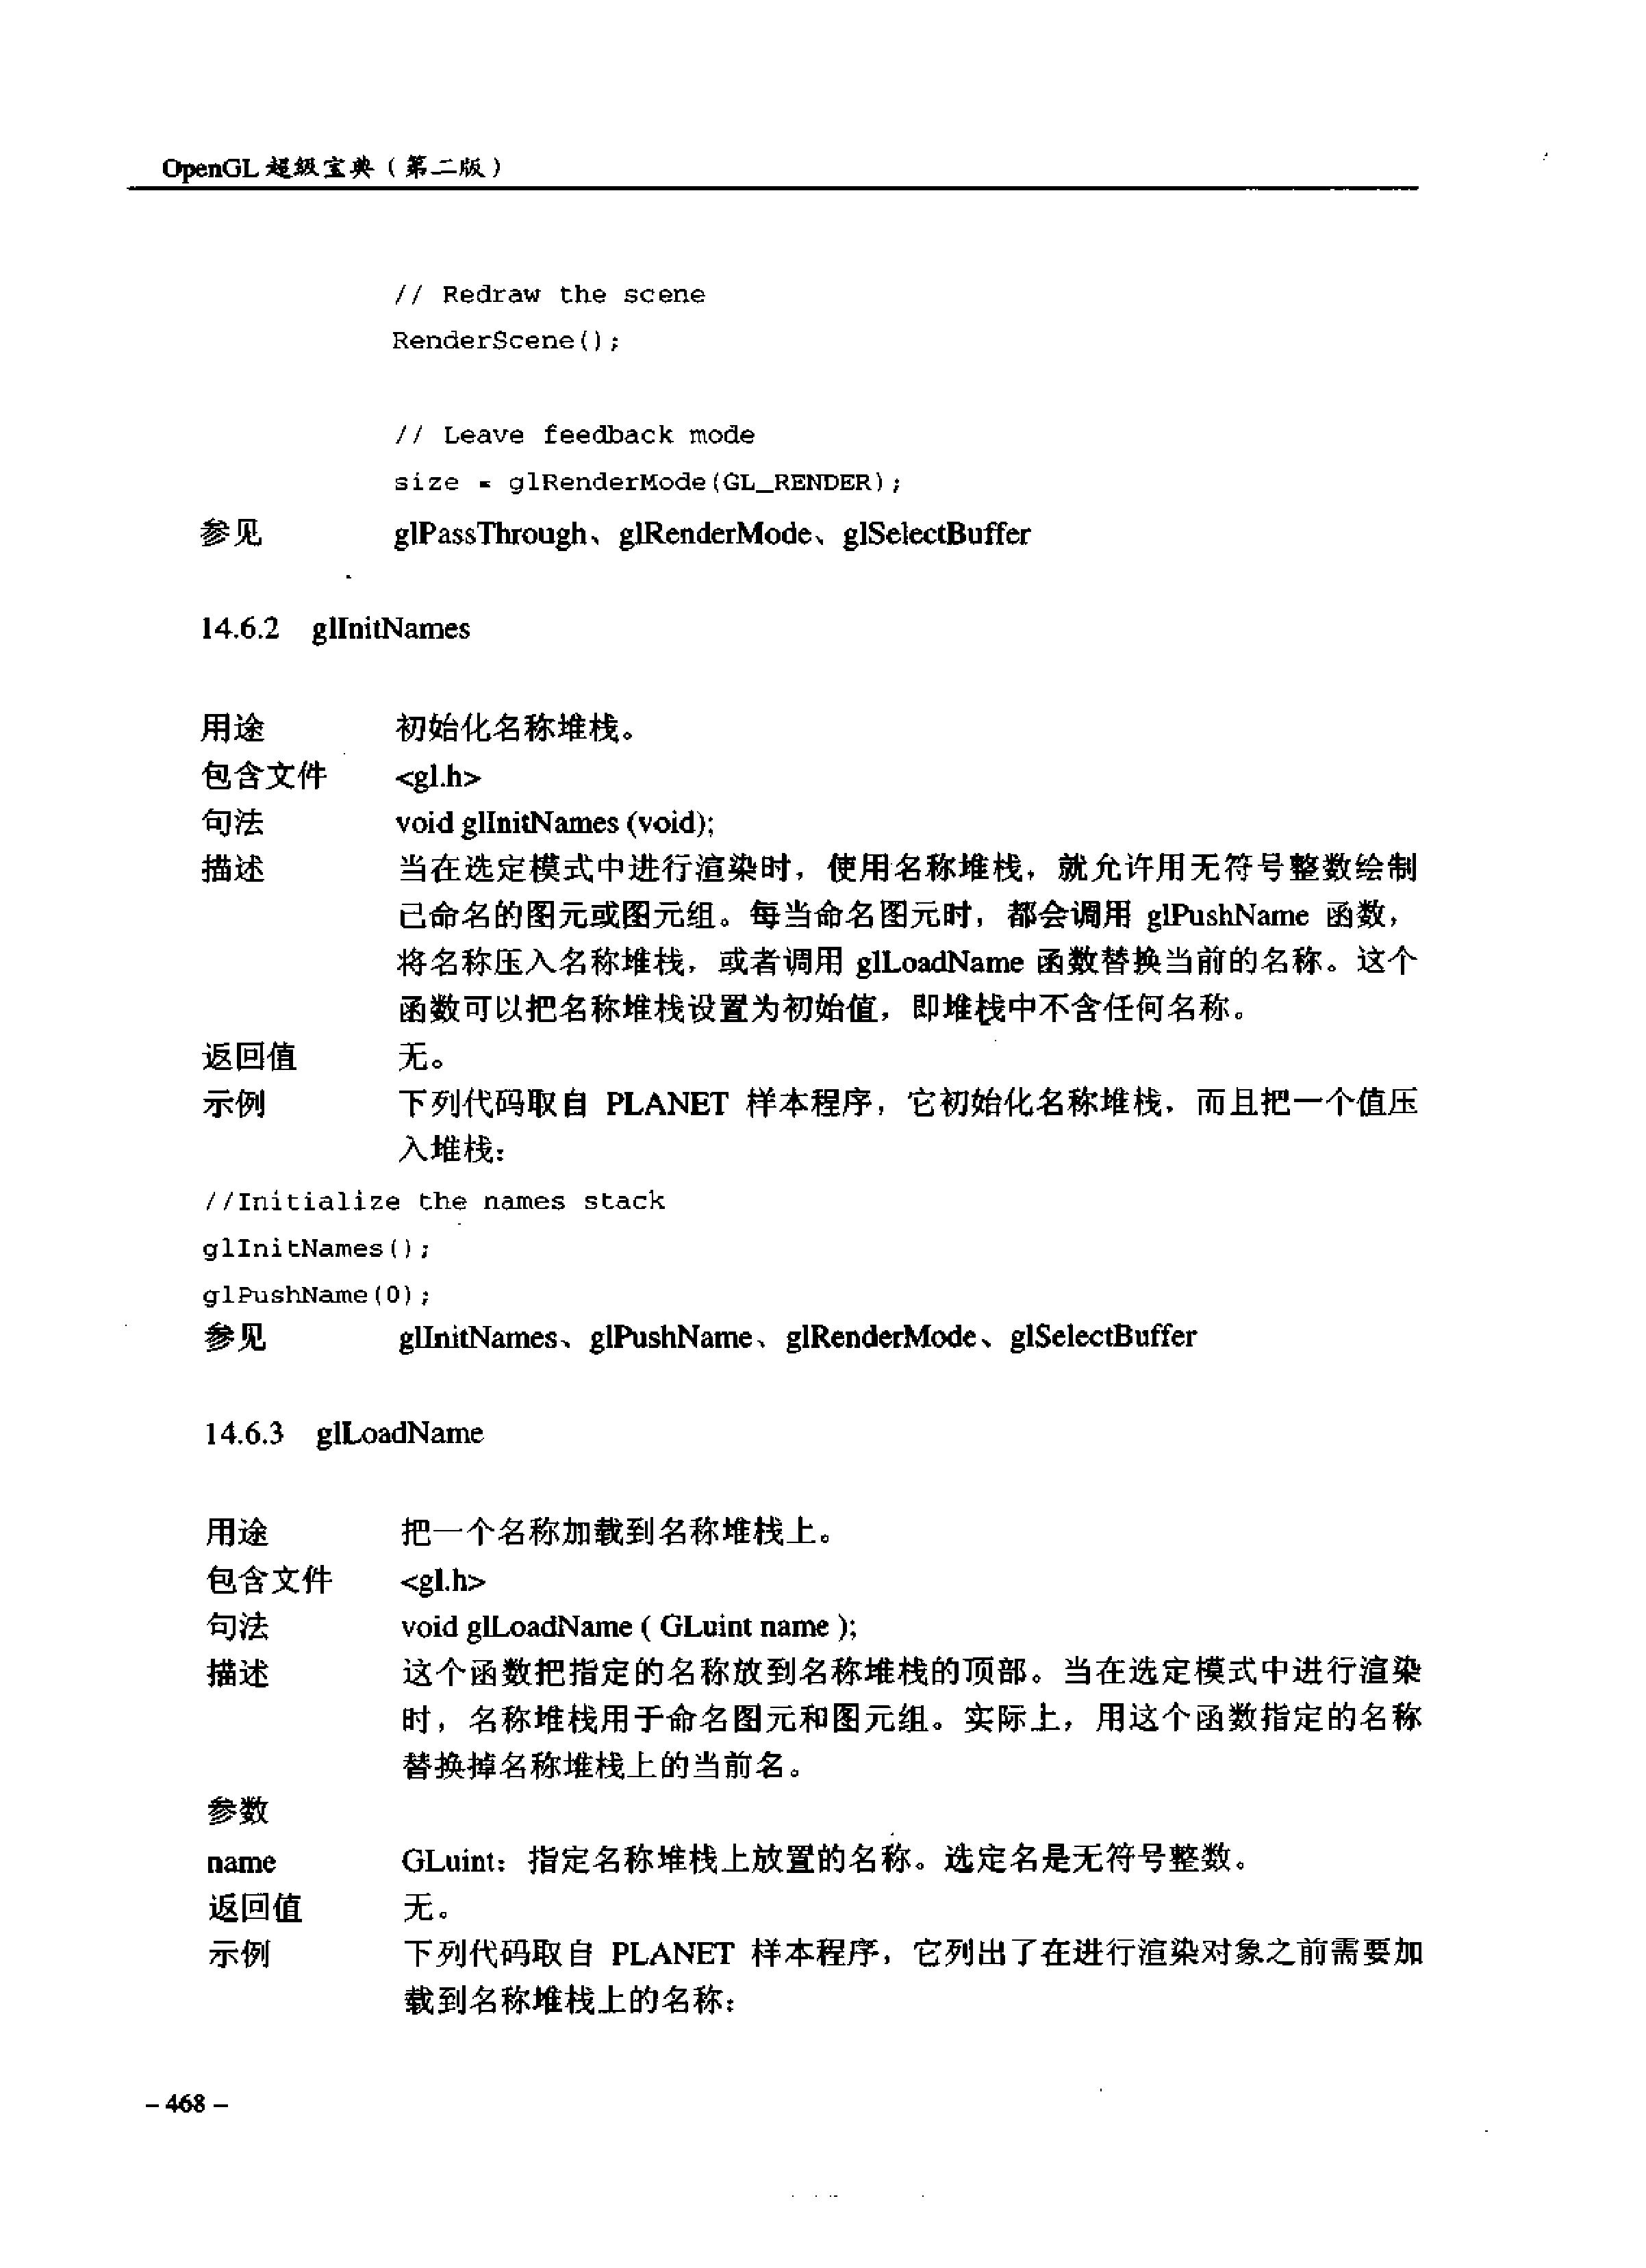 OpenGL 超级宝典（第二版）
// Redraw the scene
RenderScene();
// Leave feedback mode
size = glRenderMode(GL_RENDER);
参见 glPassThrough、glRenderMode、glSelectBuffer
14.6.2 glInitNames
用途 初始化名称堆栈。
包含文件 <gl.h>
句法 void glInitNames (void);
描述 当在选定模式中进行渲染时，使用名称堆栈，就允许用无符号整数绘制
已命名的图元或图元组。每当命名图元时，都会调用 glPushName 函数，
将名称压入名称堆栈，或者调用 glLoadName 函数替换当前的名称。这个
函数可以把名称堆栈设置为初始值，即堆栈中不含任何名称。
返回值 无。
示例 下列代码取自 PLANET 样本程序，它初始化名称堆栈，而且把一个值压
入堆栈：
//Initialize the names stack
glInitNames();
glPushName(0);
参见 glInitNames、glPushName、glRenderMode、glSelectBuffer
14.6.3 glLoadName
用途 把一个名称加载到名称堆栈上。
包含文件 <gl.h>
句法 void glLoadName ( GLuint name );
描述 这个函数把指定的名称放到名称堆栈的顶部。当在选定模式中进行渲染
时，名称堆栈用于命名图元和图元组。实际上，用这个函数指定的名称
替换掉名称堆栈上的当前名。
参数
name GLuint：指定名称堆栈上放置的名称。选定名是无符号整数。
返回值 无。
示例 下列代码取自 PLANET 样本程序，它列出了在进行渲染对象之前需要加
载到名称堆栈上的名称：
– 468 –